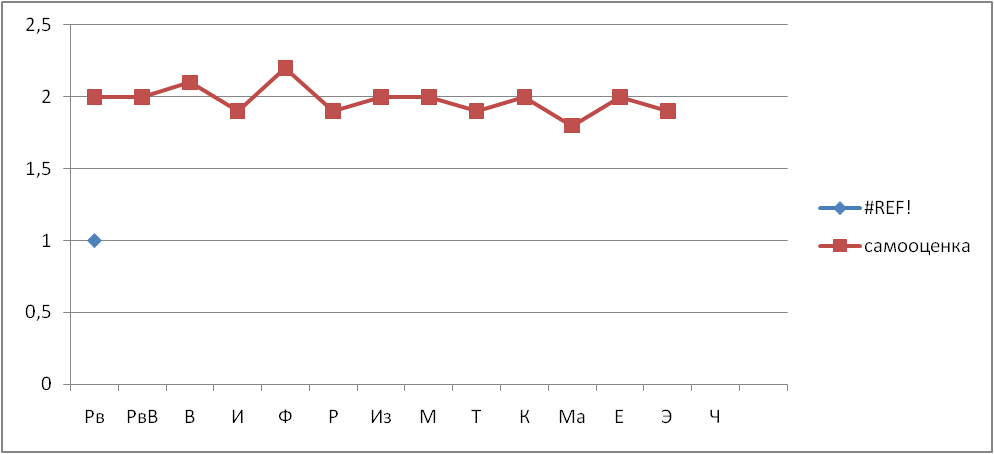 2,5
2
1,5
1
0,5
0
Рв РвВ В И Ф Р Из М Т К Ма Е Э Ч
#REF!
самооценка